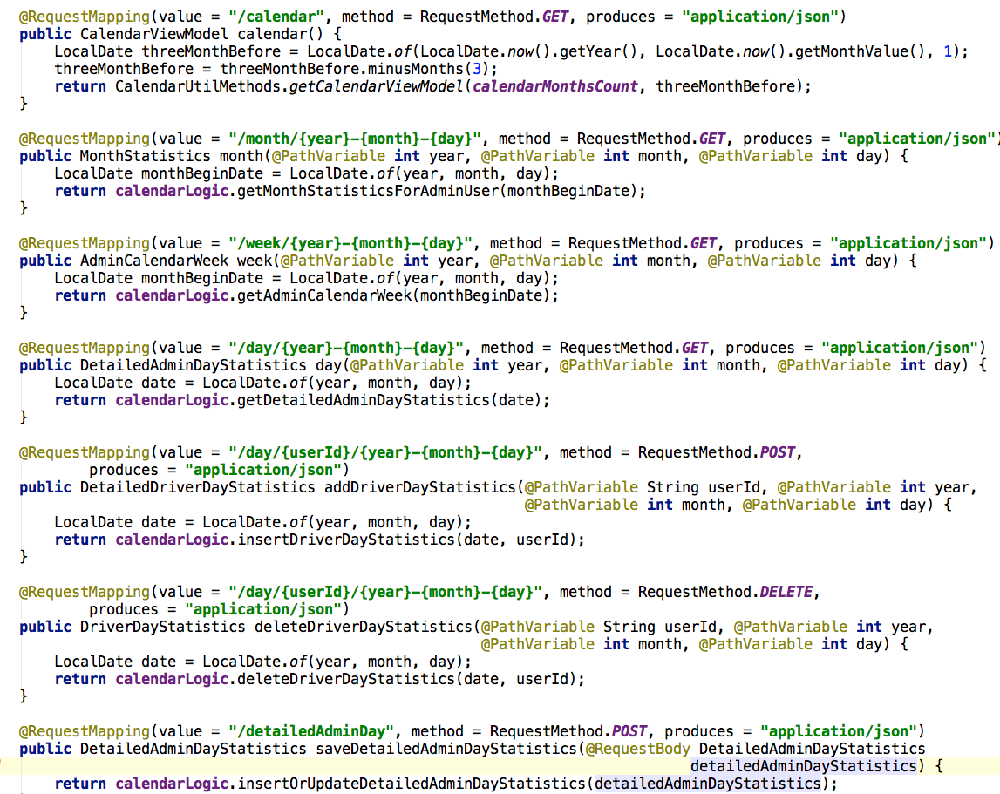 @RequestMapping(value = "/calendar", method = RequestMethod.GET, produces = "application/json")
public CalendarViewModel calendar() {
    LocalDate threeMonthBefore = LocalDate.of(LocalDate.now().getYear(), LocalDate.now().getMonthValue(), 1);
    threeMonthBefore = threeMonthBefore.minusMonths(3);
    return CalendarUtilMethods.getCalendarViewModel(calendarMonthsCount, threeMonthBefore);
}

@RequestMapping(value = "/month/{year}-{month}-{day}", method = RequestMethod.GET, produces = "application/json")
public MonthStatistics month(@PathVariable int year, @PathVariable int month, @PathVariable int day) {
    LocalDate monthBeginDate = LocalDate.of(year, month, day);
    return calendarLogic.getMonthStatisticsForAdminUser(monthBeginDate);
}

@RequestMapping(value = "/week/{year}-{month}-{day}", method = RequestMethod.GET, produces = "application/json")
public AdminCalendarWeek week(@PathVariable int year, @PathVariable int month, @PathVariable int day) {
    LocalDate monthBeginDate = LocalDate.of(year, month, day);
    return calendarLogic.getAdminCalendarWeek(monthBeginDate);
}

@RequestMapping(value = "/day/{year}-{month}-{day}", method = RequestMethod.GET, produces = "application/json")
public DetailedAdminDayStatistics day(@PathVariable int year, @PathVariable int month, @PathVariable int day) {
    LocalDate date = LocalDate.of(year, month, day);
    return calendarLogic.getDetailedAdminDayStatistics(date);
}

@RequestMapping(value = "/day/{userId}/{year}-{month}-{day}", method = RequestMethod.POST,
        produces = "application/json")
public DetailedDriverDayStatistics addDriverDayStatistics(@PathVariable String userId, @PathVariable int year,
                                                          @PathVariable int month, @PathVariable int day) {
    LocalDate date = LocalDate.of(year, month, day);
    return calendarLogic.insertDriverDayStatistics(date, userId);
}

@RequestMapping(value = "/day/{userId}/{year}-{month}-{day}", method = RequestMethod.DELETE,
        produces = "application/json")
public DriverDayStatistics deleteDriverDayStatistics(@PathVariable String userId, @PathVariable int year,
                                                     @PathVariable int month, @PathVariable int day) {
    LocalDate date = LocalDate.of(year, month, day);
    return calendarLogic.deleteDriverDayStatistics(date, userId);
}

@RequestMapping(value = "/detailedAdminDay", method = RequestMethod.POST, produces = "application/json")
public DetailedAdminDayStatistics saveDetailedAdminDayStatistics(@RequestBody DetailedAdminDayStatistics
                                                                             detailedAdminDayStatistics) {
    return calendarLogic.insertOrUpdateDetailedAdminDayStatistics(detailedAdminDayStatistics);